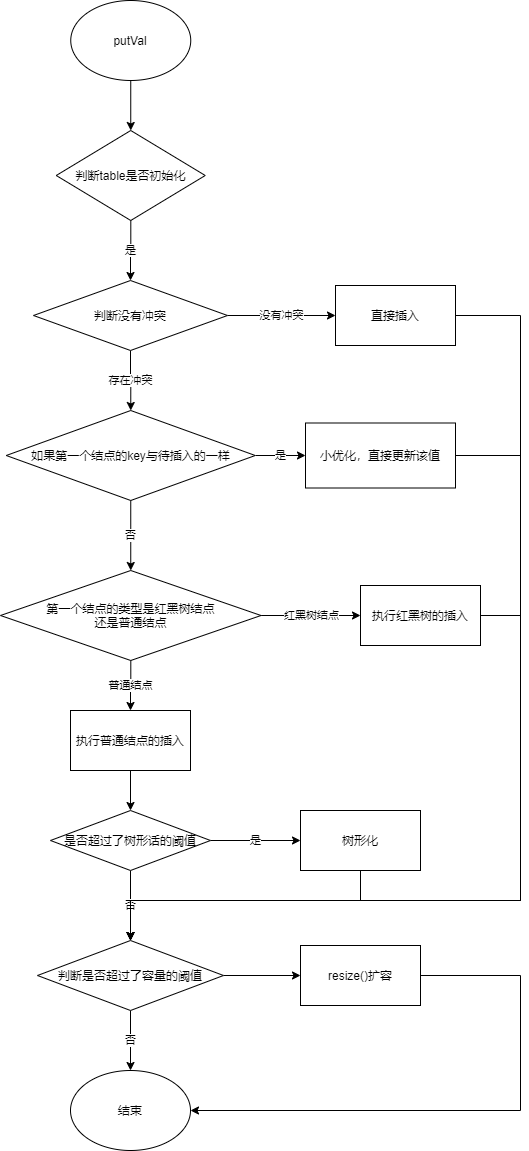 putVal
判断table是否初始化
是
判断没有冲突
没有冲突
直接插入
存在冲突
如果第一个结点的key与待插入的一样
是
小优化，直接更新该值
否
第一个结点的类型是红黑树结点
还是普通结点
红黑树结点
执行红黑树的插入
普通结点
执行普通结点的插入
是否超过了树形话的阈值
是
树形化
否
判断是否超过了容量的阈值
resize()扩容
否
结束